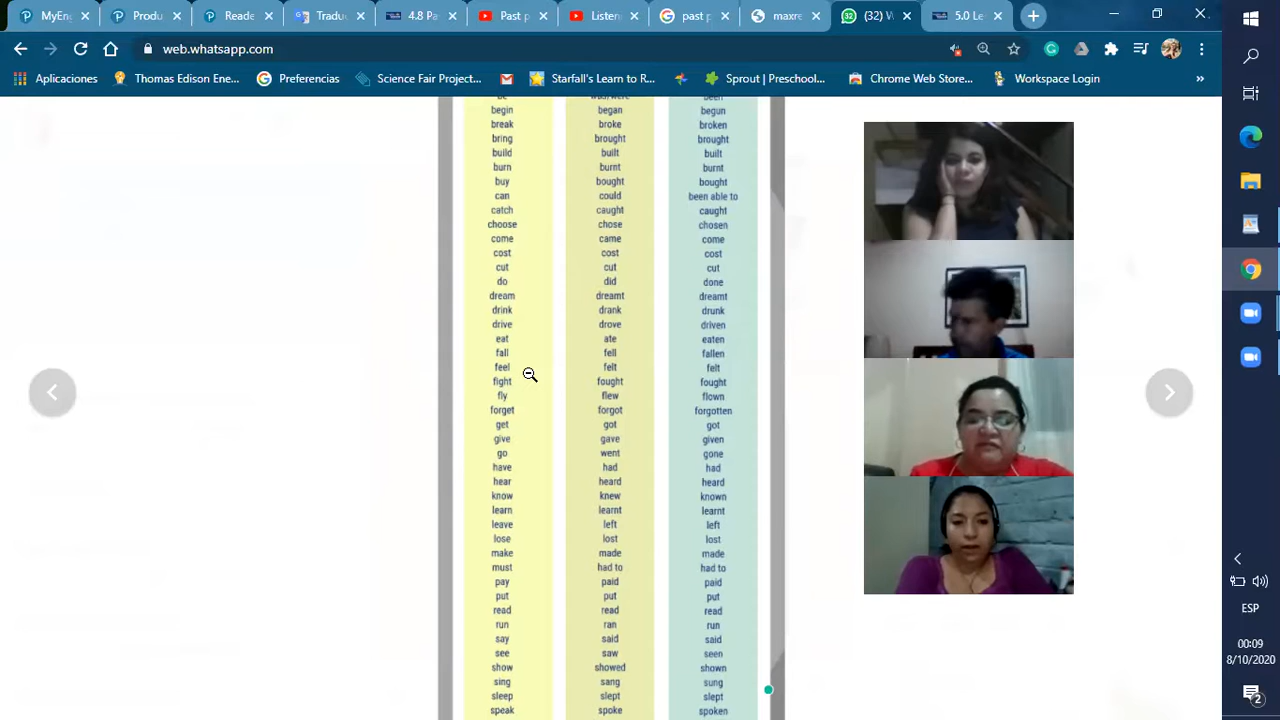 MyEng
Produ
Reade
Traduc
4.8 Pa
Past p
Listen
past p
maxre
(32) W
5.0 Le
web.whatsapp.com
Aplicaciones
Thomas Edison Ene...
Preferencias
Science Fair Project...
Starfall's Learn to R...
Sprout | Preschool...
Chrome Web Store...
Workspace Login
»
be was/were been
begin began begun
break broke broken
bring brought brought
build built built
burn burnt burnt
buy bought bought
can could been able to
catch caught caught
choose chose chosen
come came come
cost cost cost
cut cut cut
do did done
dream dreamt dreamt
drink drank drunk
drive drove driven
eat ate eaten
fall fell fallen
feel felt felt
fight fought fought
fly flew flown
forget forgot forgotten
get got got
give gave given
go went gone
have had had
hear heard heard
know knew known
learn learnt learnt
leave left left
lose lost lost
make made made
must had to had to
pay paid paid
put put put
read read read
run ran run
say said said
see saw seen
show showed shown
sing sang sung
sleep slept slept
speak spoke spoken
ESP
00:09
8/10/2020
2